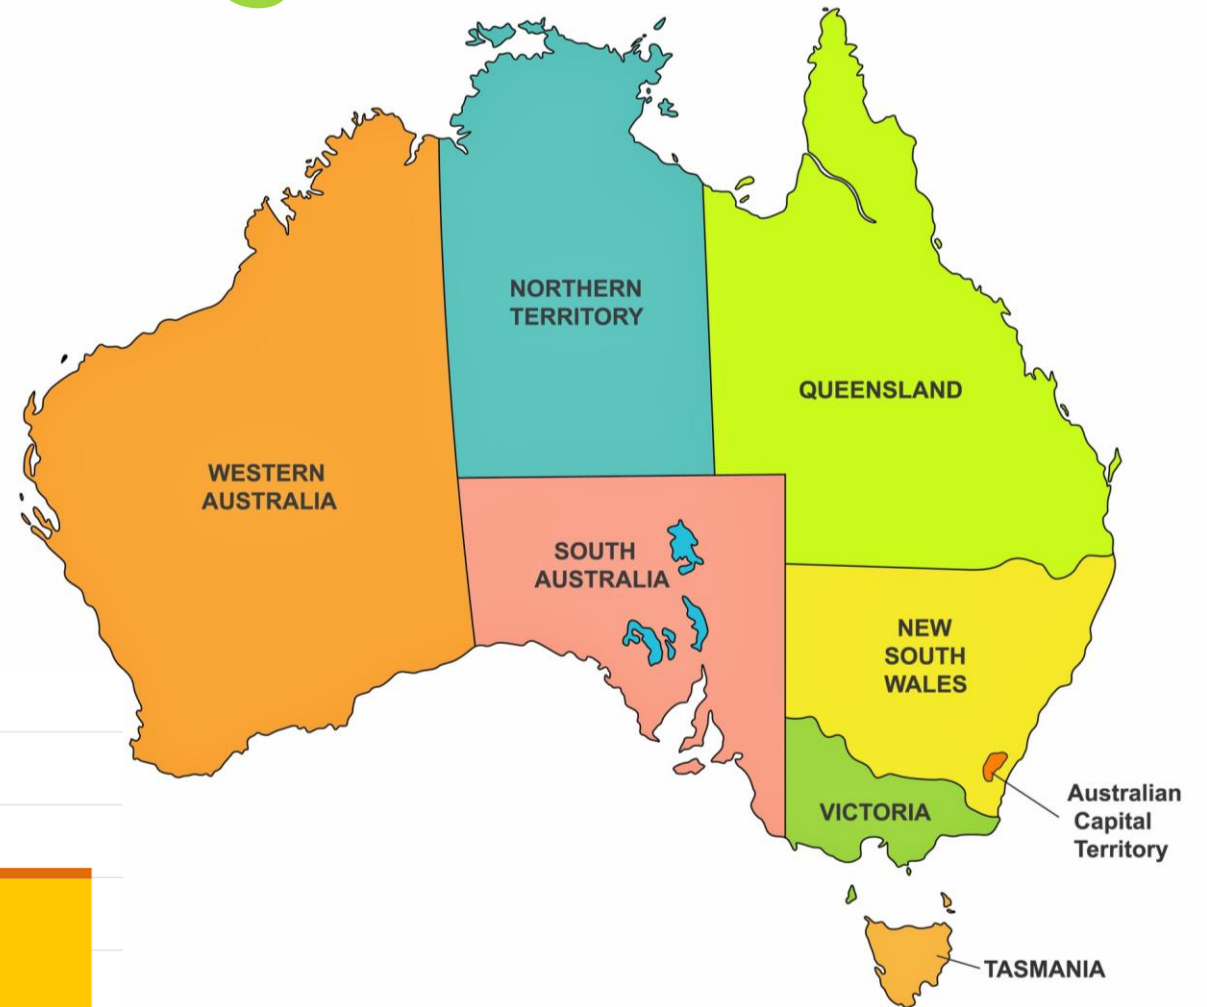 NORTHERN
TERRITORY
QUEENSLAND
WESTERN
AUSTRALIA
SOUTH
AUSTRALIA
NEW
SOUTH
WALES
VICTORIA
Australian
Capital
Territory
TASMANIA